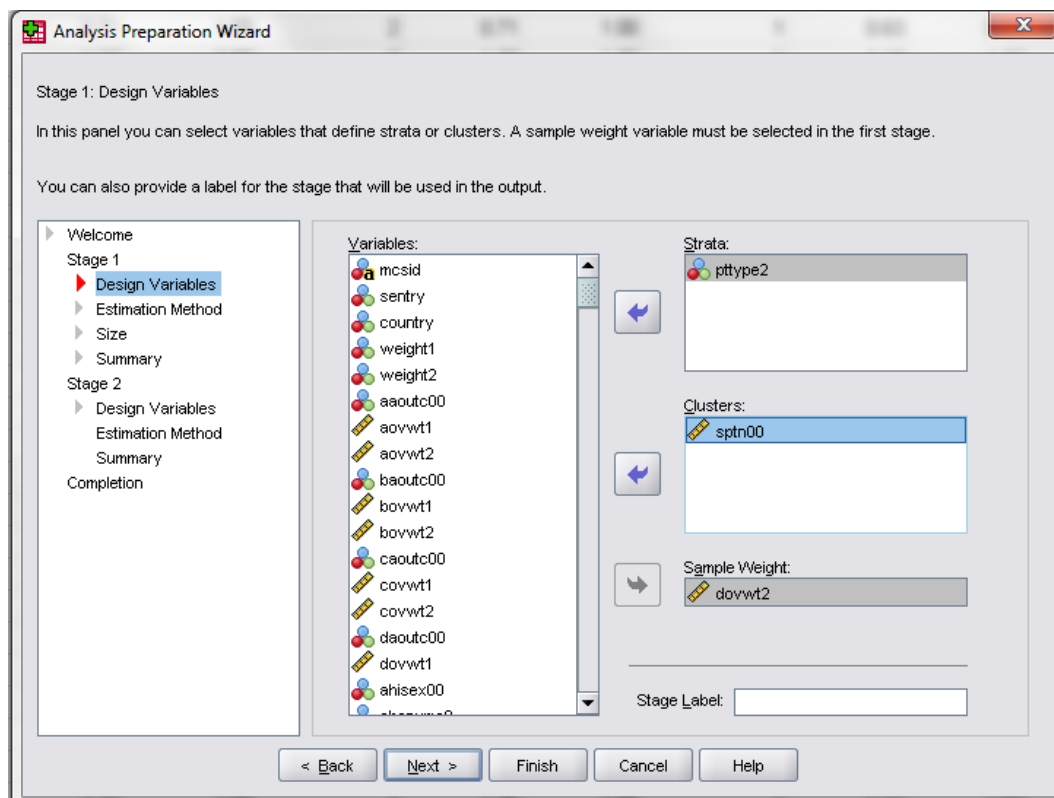 Analysis Preparation Wizard
Stage 1: Design Variables
In this panel you can select variables that define strata or clusters. A sample weight variable must be selected in the first stage.
You can also provide a label for the stage that will be used in the output.
Welcome
Stage 1
Design Variables
Estimation Method
Size
Summary
Stage 2
Design Variables
Estimation Method
Summary
Completion
Variables:
mcsid
sentry
country
weight1
weight2
aaoutc00
aovwt1
aovwt2
baoutc00
bovwt1
bovwt2
caoutc00
covwt1
covwt2
daoutc00
dovwt1
ahisex00
Strata:
pttype2
Clusters:
sptn00
Sample Weight:
dovwt2
Stage Label:
< Back
Next >
Finish
Cancel
Help